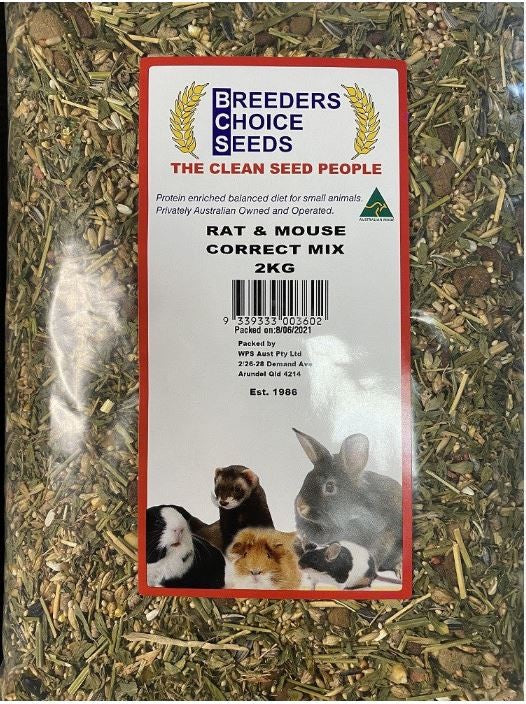 BREEDERS
CHOICE
SEEDS
THE CLEAN SEED PEOPLE
Protein enriched balanced diet for small animals.
Privately Australian Owned and Operated.
AUSTRALIAN MADE
RAT & MOUSE
CORRECT MIX
2KG
9 339333 003602
Packed on:8/06/2021
Packed by
WPS Aust Pty Ltd
2/26-28 Demand Ave
Arundel Qld 4214
Est. 1986